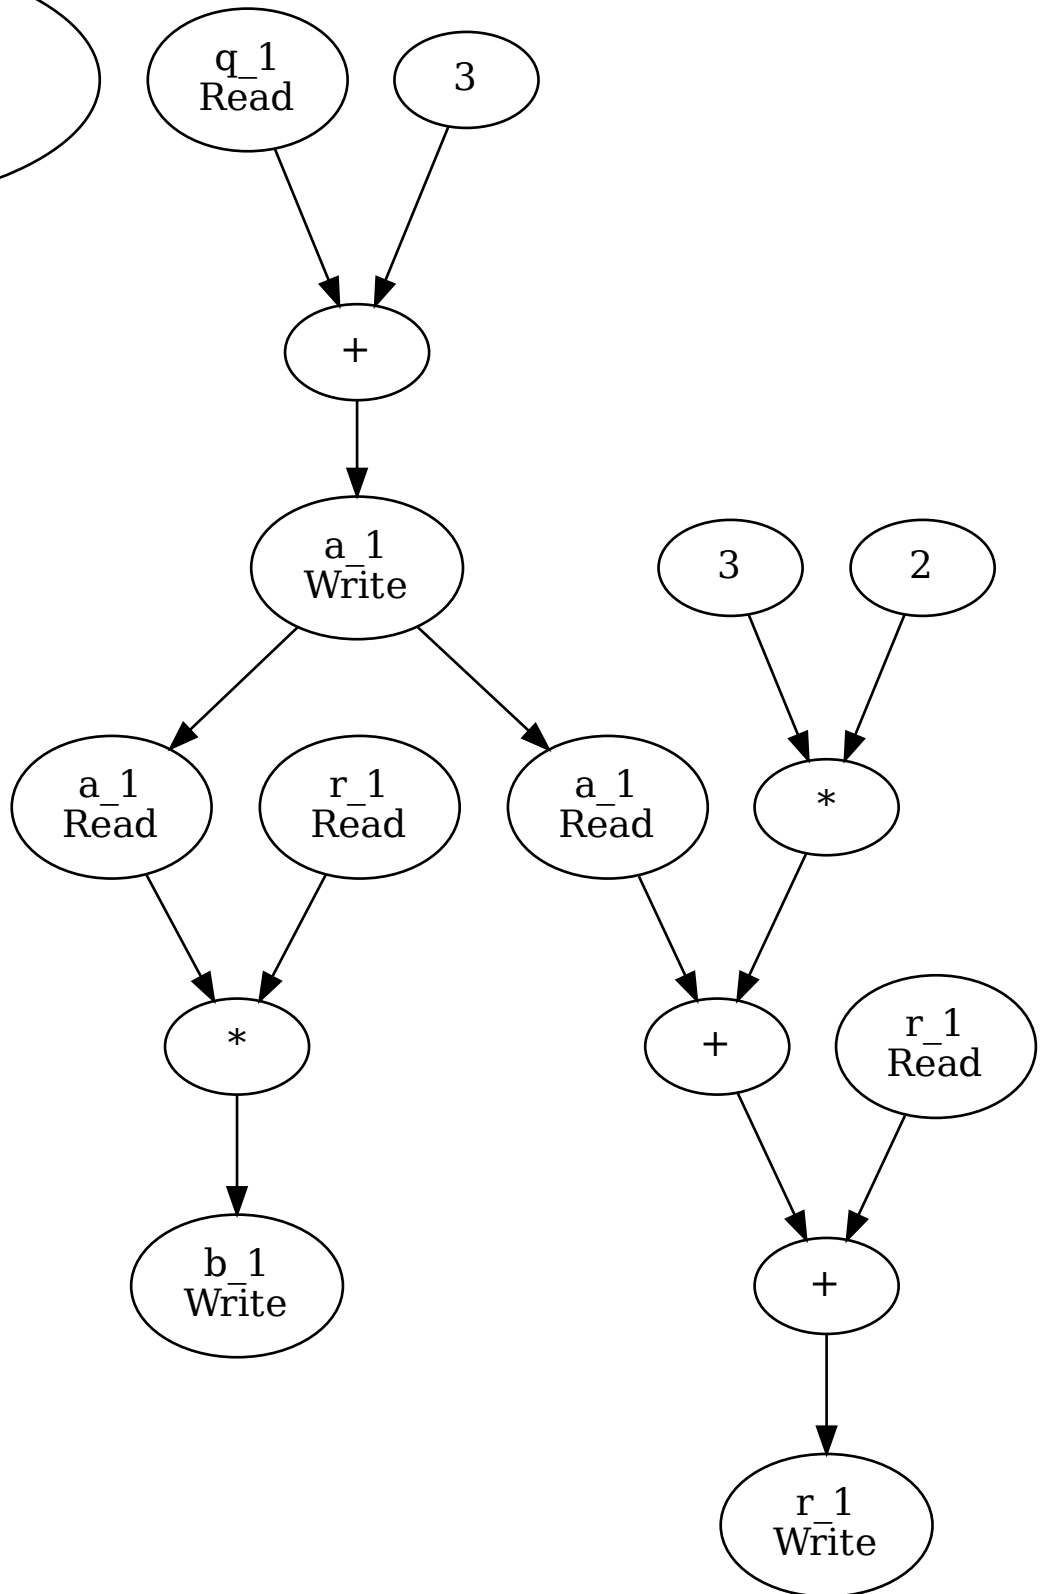 q_1
Read
3
+
a_1
Write
3
2
a_1
Read
r_1
Read
a_1
Read
*
*
+
r_1
Read
b_1
Write
+
r_1
Write